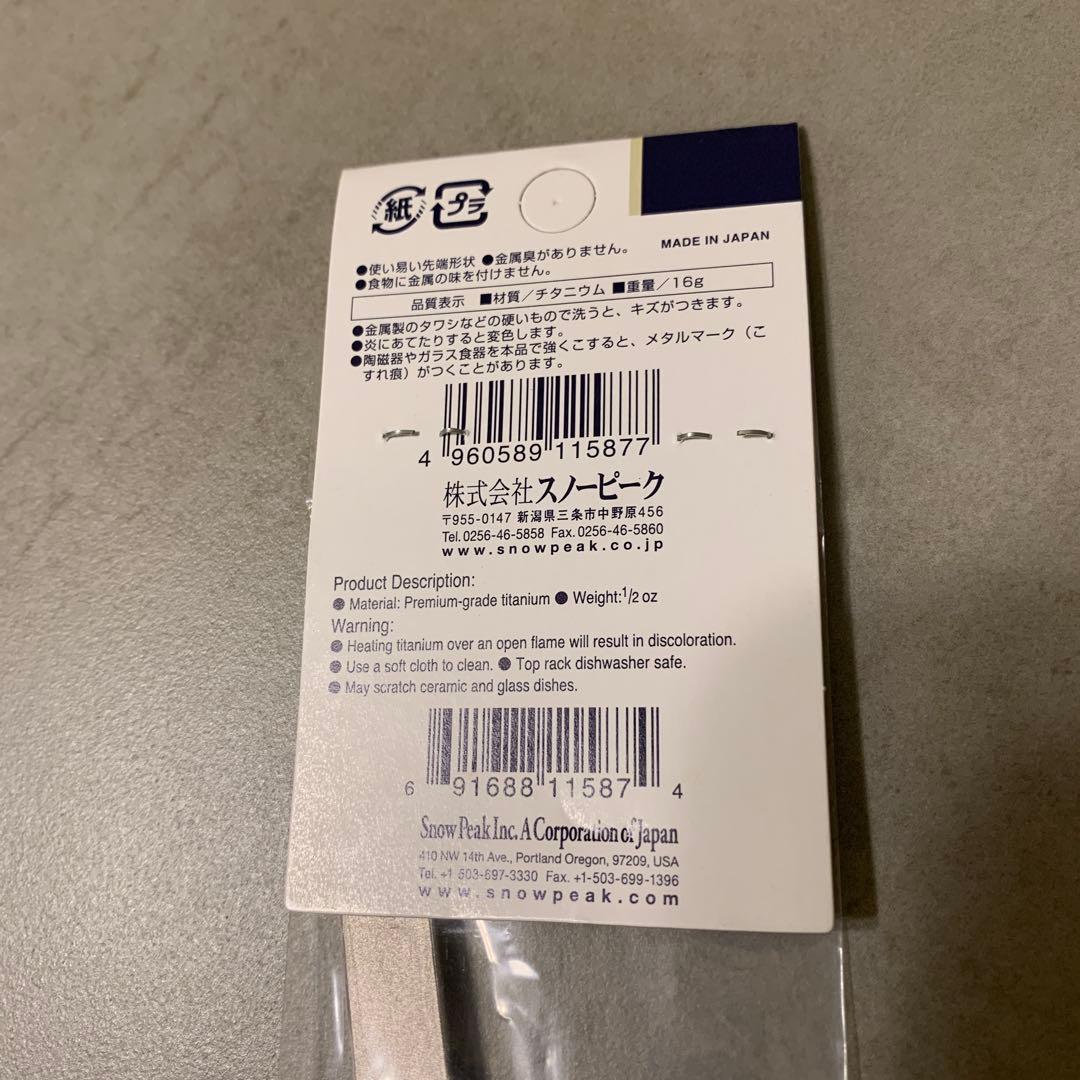 紙 プラ
MADE IN JAPAN
●使い易い先端形状 ●金属臭がありません。
●食物に金属の味を付けません。
品質表示 ■材質／チタニウム ■重量／16g
●金属製のタワシなどの硬いもので洗うと、キズがつきます。
●炎にあてたりすると変色します。
●陶磁器やガラス食器を本品で強くこすると、メタルマーク（こ
すれ痕）がつくことがあります。
4 960589 115877
株式会社スノーピーク
〒955-0147 新潟県三条市中野原456
Tel.0256-46-5858 Fax.0256-46-5860
www.snowpeak.co.jp
Product Description:
● Material: Premium-grade titanium ● Weight:1/2 oz
Warning:
● Heating titanium over an open flame will result in discoloration.
● Use a soft cloth to clean. ● Top rack dishwasher safe.
● May scratch ceramic and glass dishes.
6 91688 11587 4
Snow Peak Inc. A Corporation of Japan
410 NW 14th Ave., Portland Oregon, 97209, USA
Tel. +1 503-697-3330 Fax. +1-503-699-1396
www.snowpeak.com